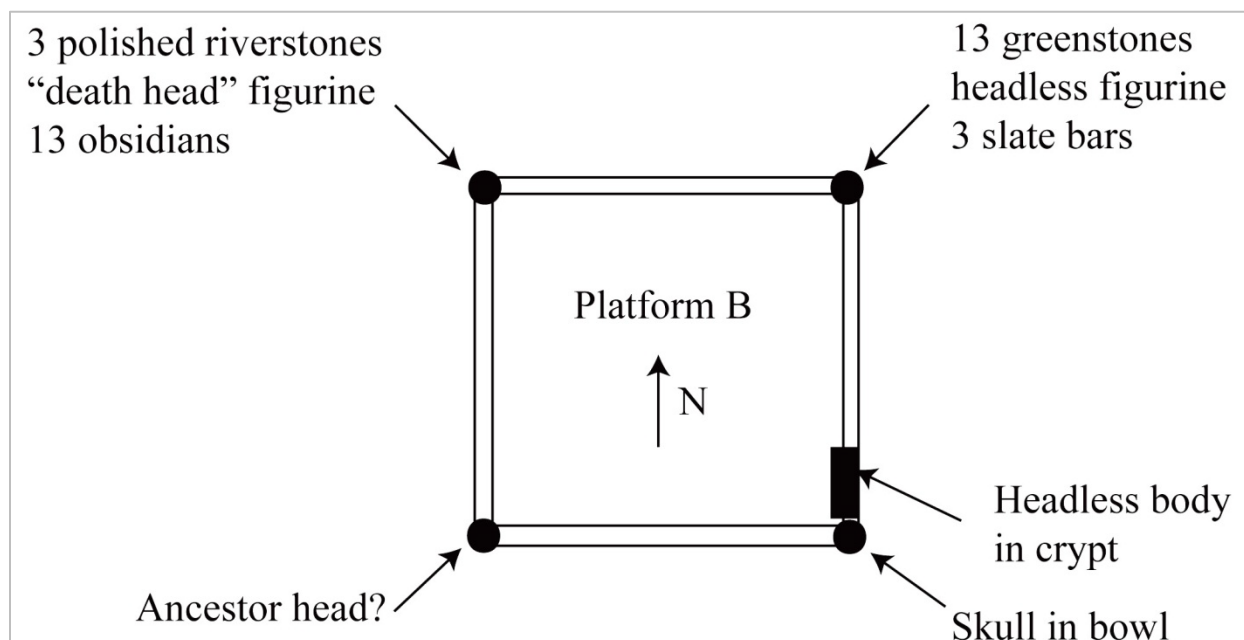 3 polished riverstones
“death head” figurine
13 obsidians
13 greenstones
headless figurine
3 slate bars
Platform B
N
Headless body
in crypt
Ancestor head?
Skull in bowl